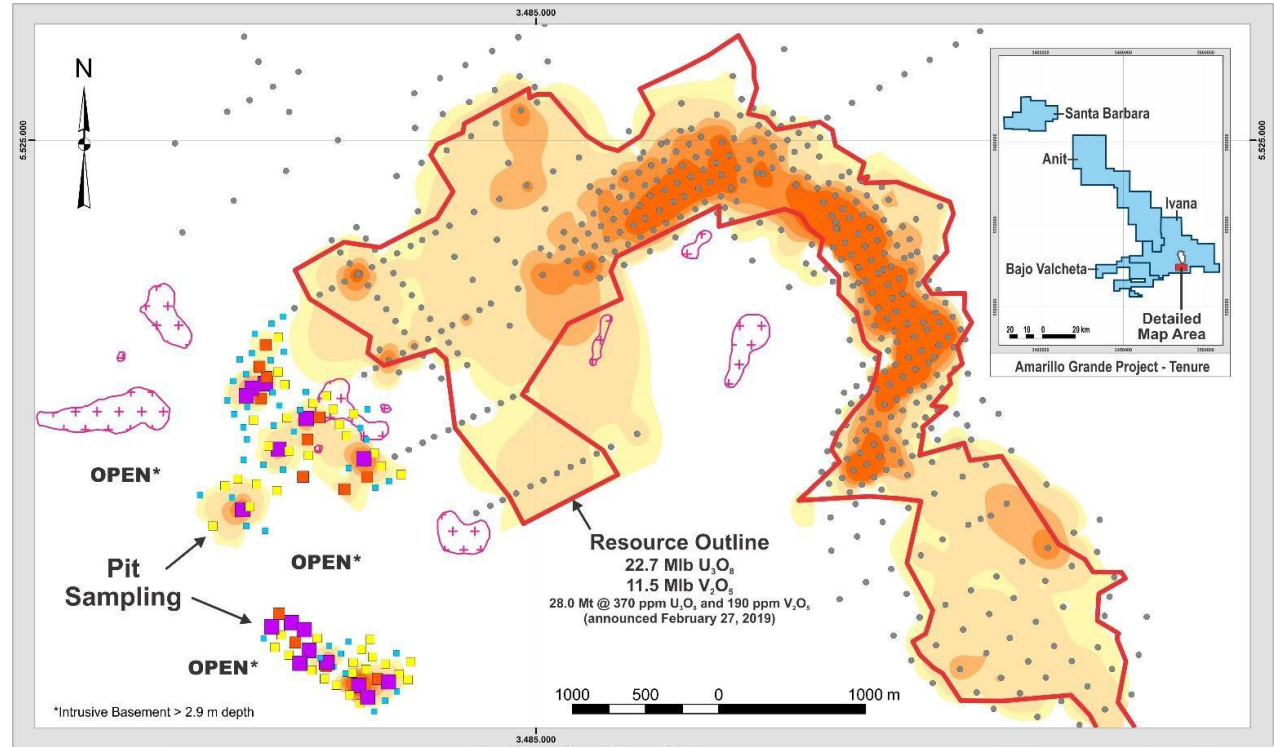 3.485.000
N
5.525.000
5.525.000
Santa Barbara
Anit
Ivana
Bajo Valcheta
Detailed
Map Area
20 10 0 20 km
Amarillo Grande Project - Tenure
OPEN*
OPEN*
Pit
Sampling
OPEN*
Resource Outline
22.7 Mlb U₃O₈
11.5 Mlb V₂O₅
28.0 Mt @ 370 ppm U₃O₈ and 190 ppm V₂O₅
(announced February 27, 2019)
1000 500 0 1000 m
*Intrusive Basement > 2.9 m depth
3.485.000